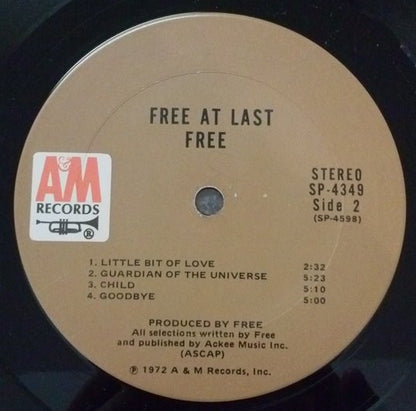 FREE AT LAST
FREE
A&M
RECORDS
®
STEREO
SP-4349
Side 2
(SP-4598)
1. LITTLE BIT OF LOVE 2:32
2. GUARDIAN OF THE UNIVERSE 5:23
3. CHILD 5:10
4. GOODBYE 5:00
PRODUCED BY FREE
All selections written by Free
and published by Ackee Music Inc.
(ASCAP)
℗ 1972 A & M Records, Inc.